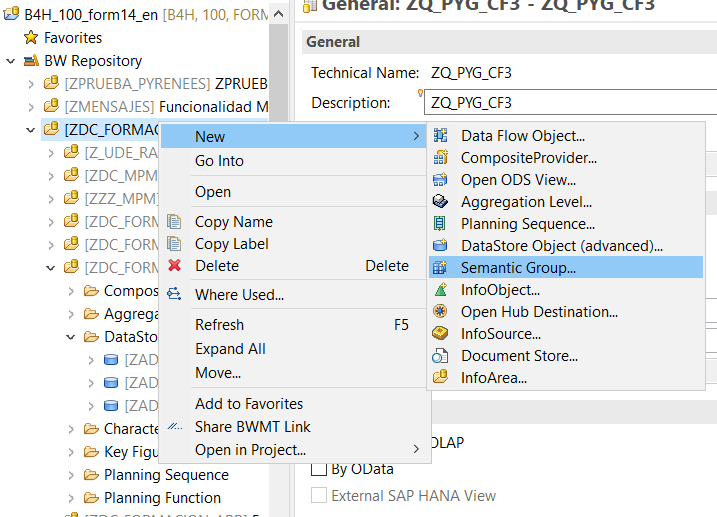 B4H_100_form14_en [B4H, 100, FORM
Favorites
BW Repository
[ZPRUEBA_PYRENEES] ZPRUEB
[ZMENSAJES] Funcionalidad M
[ZDC_FORMAC
[Z_UDE_RA
[ZDC_MPM
[ZZZ_MPM
[ZDC_FORM
[ZDC_FORM
[ZDC_FORM
Compos
Aggrega
DataSto
[ZAD
[ZAD
[ZAD
Characte
Key Figu
Planning Sequence
Planning Function
[ZDC_FORMACION_APR]
New
Go Into
Open
Copy Name
Copy Label
Delete Delete
Where Used...
Refresh F5
Expand All
Move...
Add to Favorites
Share BWMT Link
Open in Project...
Data Flow Object...
CompositeProvider...
Open ODS View...
Aggregation Level...
Planning Sequence...
DataStore Object (advanced)...
Semantic Group...
InfoObject...
Open Hub Destination...
InfoSource...
Document Store...
InfoArea...
General: ZQ_PYG_CF3 - ZQ_PYG_CF3
General
Technical Name: ZQ_PYG_CF3
Description: ZQ_PYG_CF3
OLAP
By OData
External SAP HANA View